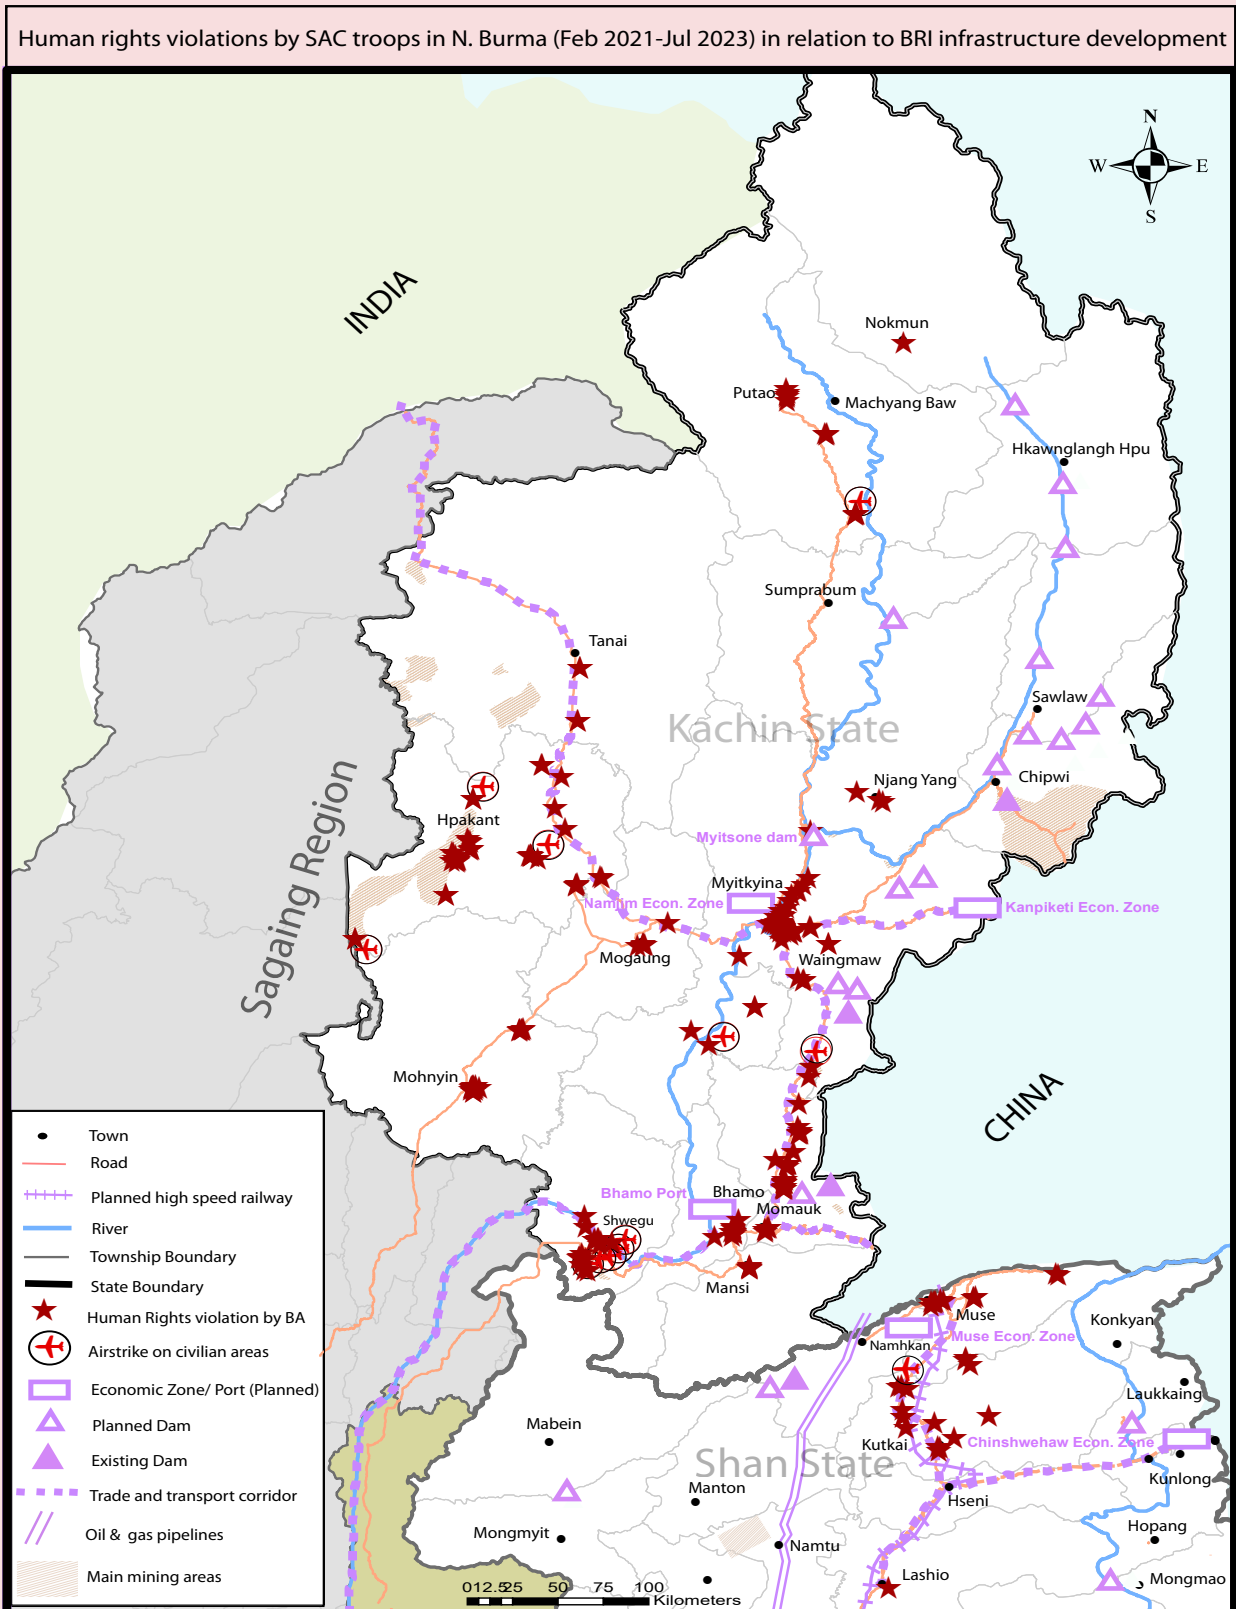 Human rights violations by SAC troops in N. Burma (Feb 2021-Jul 2023) in relation to BRI infrastructure development
N
W
E
S
INDIA
Nokmun
Putao
Machyang Baw
Hkawnglangh Hpu
Sumprabum
Tanai
Kachin State
Sawlaw
Njang Yang
Chipwi
Sagaing Region
Hpakant
Myitsone dam
Myitkyina
Namjim Econ. Zone
Kanpiketi Econ. Zone
Mogaung
Waingmaw
Mohnyin
CHINA
Bhamo Port
Bhamo
Momauk
Shwegu
Mansi
Muse
Konkyan
Muse Econ. Zone
Namhkan
Laukkaing
Mabein
Kutkai
Chinshwehaw Econ. Zone
Shan State
Kunlong
Manton
Hseni
Mongmyit
Namtu
Hopang
Lashio
Mongmao
Town
Road
Planned high speed railway
River
Township Boundary
State Boundary
Human Rights violation by BA
Airstrike on civilian areas
Economic Zone/ Port (Planned)
Planned Dam
Existing Dam
Trade and transport corridor
Oil & gas pipelines
Main mining areas
012.525 50 75 100
Kilometers